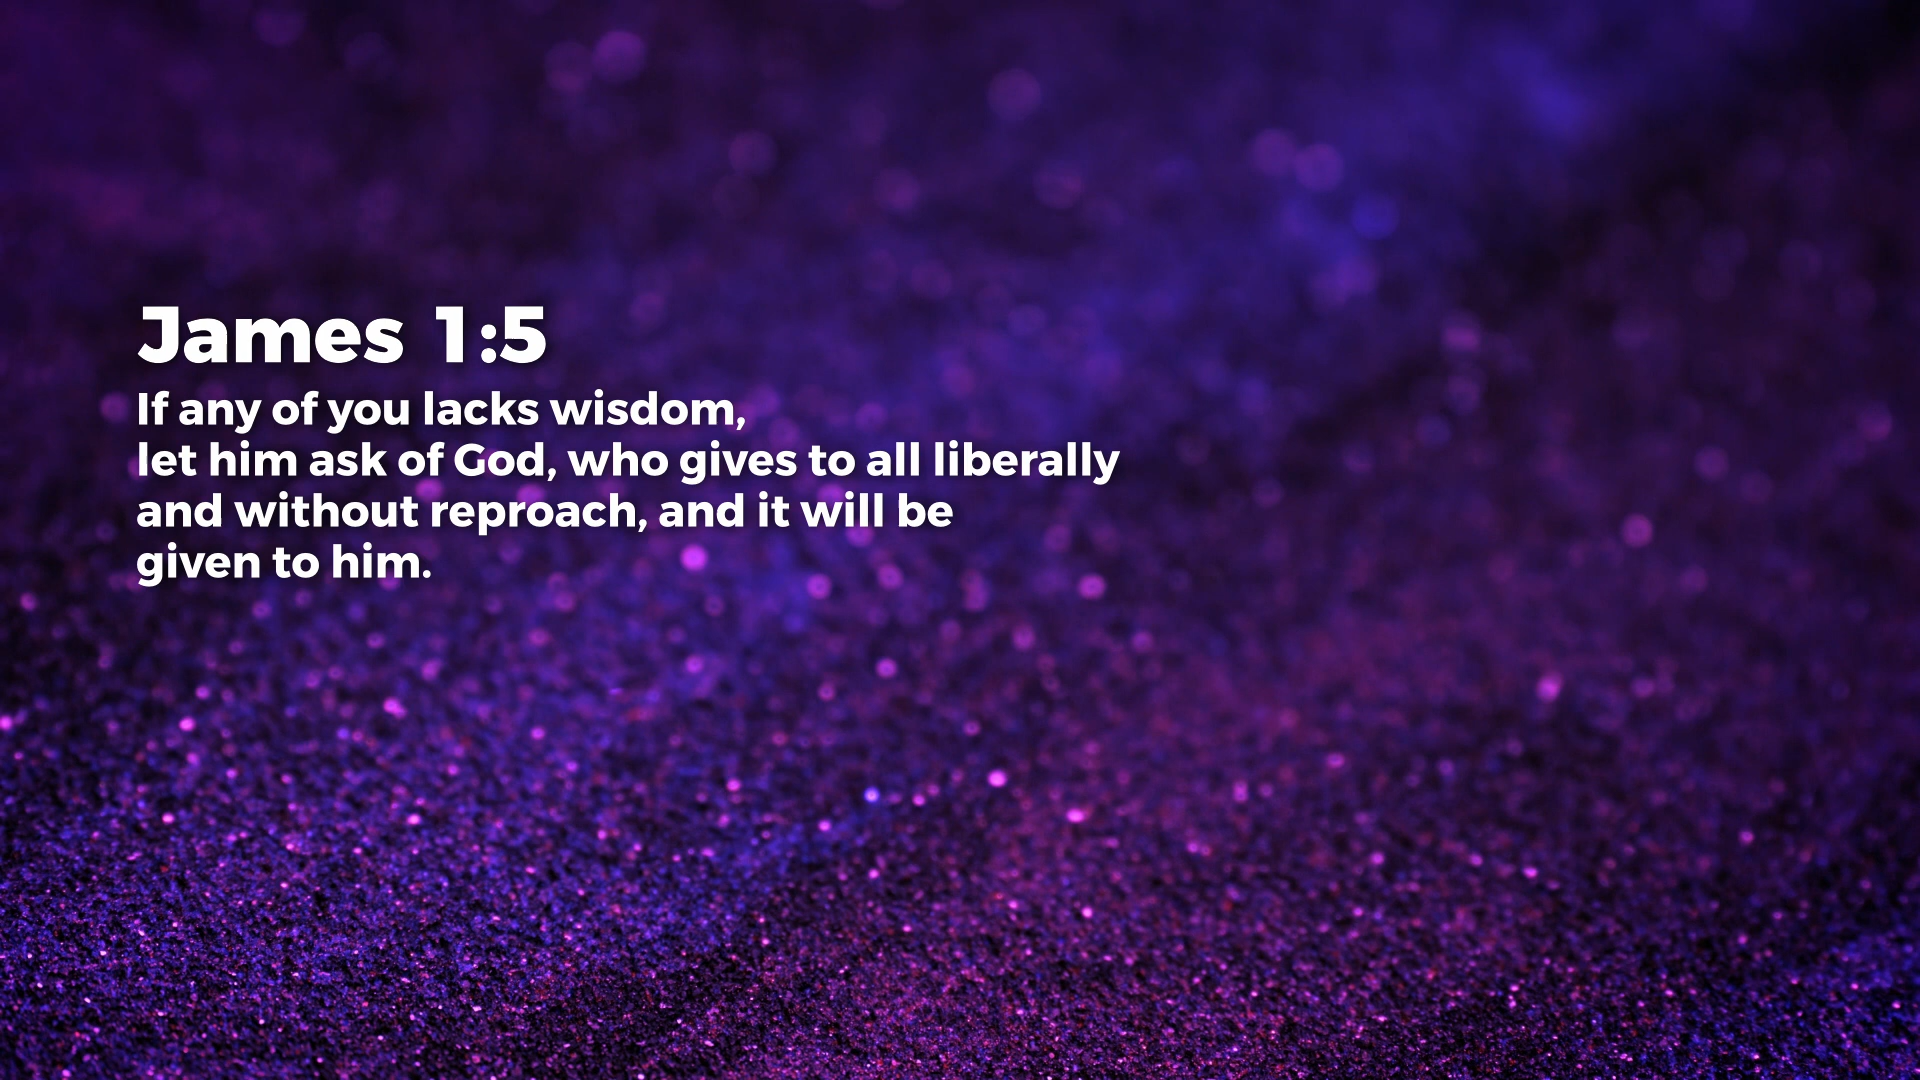 James 1:5
If any of you lacks wisdom,
let him ask of God, who gives to all liberally
and without reproach, and it will be
given to him.